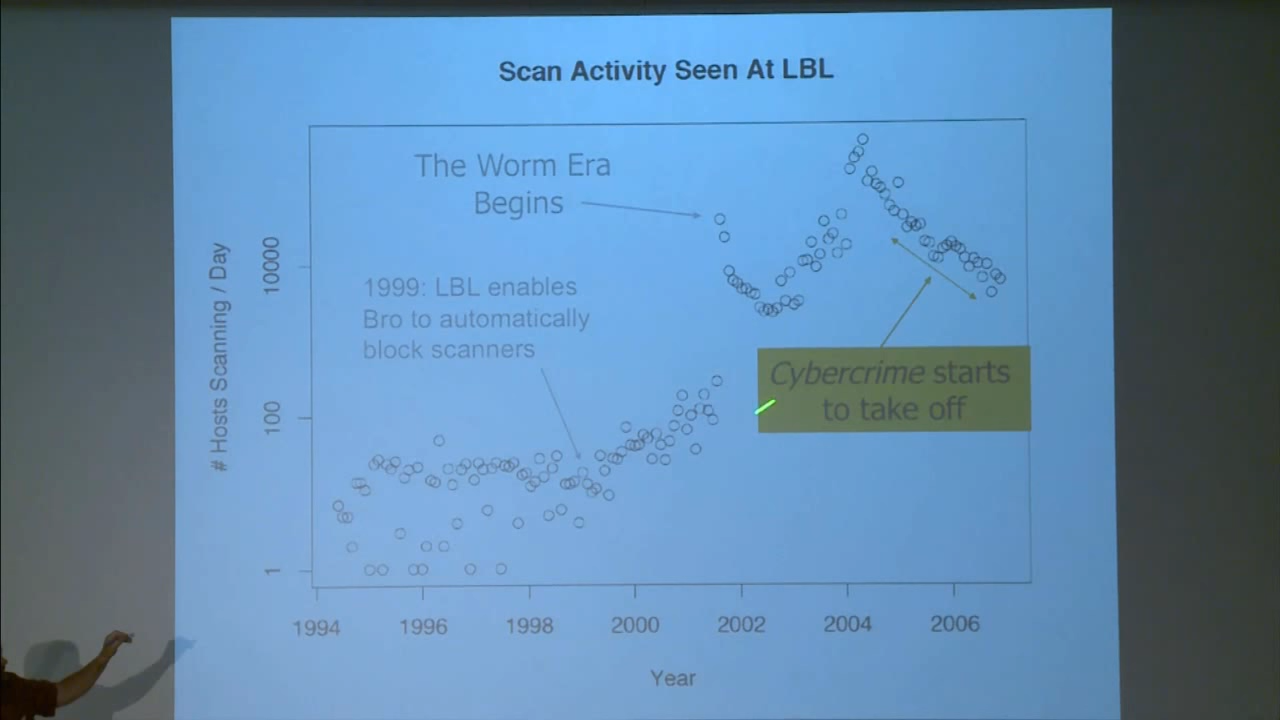 Scan Activity Seen At LBL
The Worm Era
Begins
1999: LBL enables
Bro to automatically
block scanners
Cybercrime starts
to take off
# Hosts Scanning / Day
10000
100
1
1994 1996 1998 2000 2002 2004 2006
Year